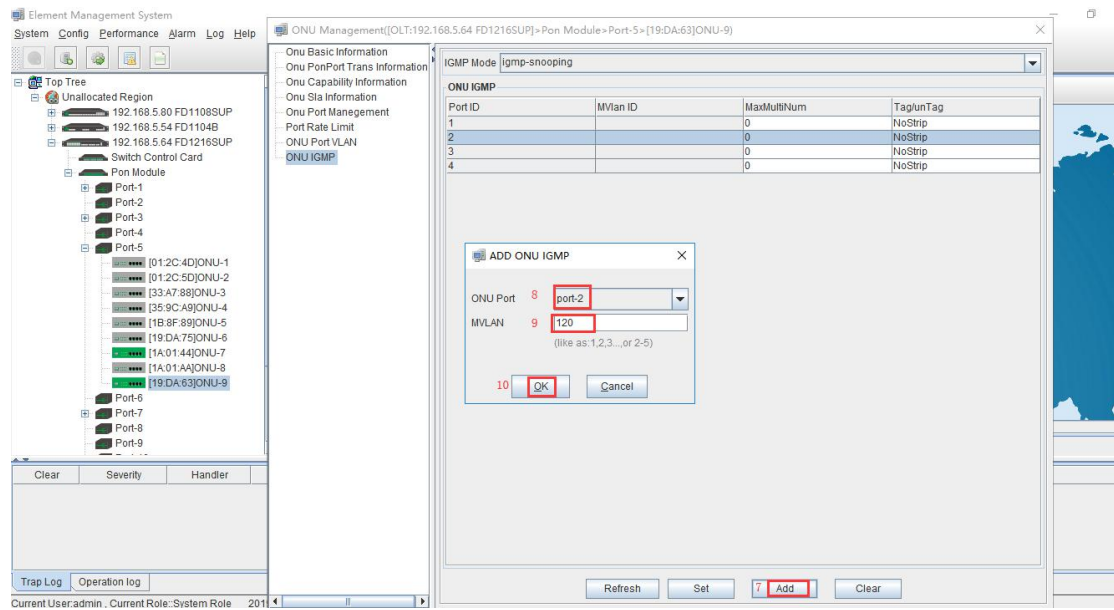 Element Management System
System Config Performance Alarm Log Help
Top Tree
Unallocated Region
192.168.5.80 FD1108SUP
192.168.5.54 FD1104B
192.168.5.64 FD1216SUP
Switch Control Card
Pon Module
Port-1
Port-2
Port-3
Port-4
Port-5
[01:2C:4D]ONU-1
[01:2C:5D]ONU-2
[33:A7:88]ONU-3
[35:9C:A9]ONU-4
[1B:8F:89]ONU-5
[19:DA:75]ONU-6
[1A:01:44]ONU-7
[1A:01:AA]ONU-8
[19:DA:63]ONU-9
Port-6
Port-7
Port-8
Port-9
Clear Severity Handler
Trap Log Operation log
Current User:admin , Current Role::System Role 201
ONU Management([OLT:192.168.5.64 FD1216SUP]>Pon Module>Port-5>[19:DA:63]ONU-9)
Onu Basic Information
Onu PonPort Trans Information
Onu Capability Information
Onu Sla Information
Onu Port Manegement
Port Rate Limit
ONU Port VLAN
ONU IGMP
IGMP Mode igmp-snooping
ONU IGMP
Port ID MVlan ID MaxMultiNum Tag/unTag
1 0 NoStrip
2 0 NoStrip
3 0 NoStrip
4 0 NoStrip
ADD ONU IGMP
ONU Port 8 port-2
MVLAN 9 120
(like as:1,2,3...,or 2-5)
10 OK Cancel
Refresh Set 7 Add Clear